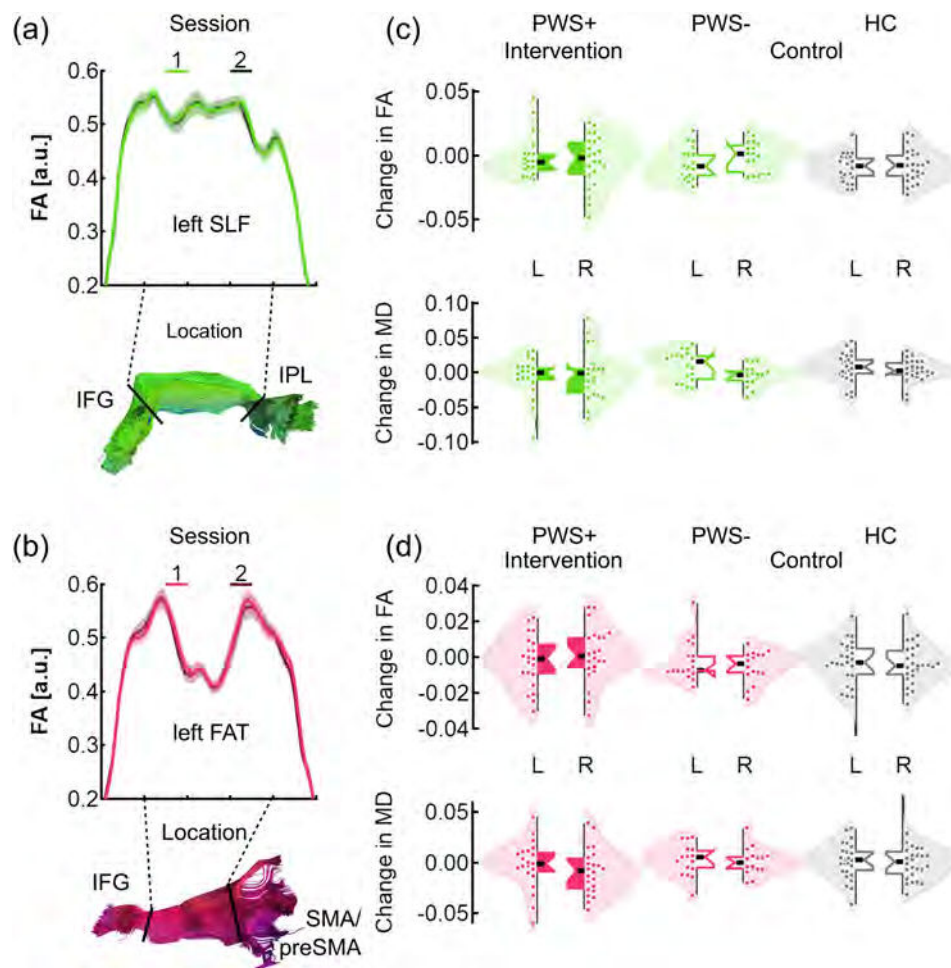 (a)
Session
1 2
0.6
0.5
0.4
0.3
0.2
FA [a.u.]
left SLF
Location
IFG
IPL
(b)
Session
1 2
0.6
0.5
0.4
0.3
0.2
FA [a.u.]
left FAT
Location
IFG
SMA/
preSMA
(c)
PWS+ PWS- HC
Intervention Control
0.05
0.00
-0.05
Change in FA
L R L R L R
0.10
0.05
0.00
-0.05
-0.10
Change in MD
(d)
PWS+ PWS- HC
Intervention Control
0.04
0.02
0.00
-0.02
-0.04
Change in FA
L R L R L R
0.05
0.00
-0.05
Change in MD